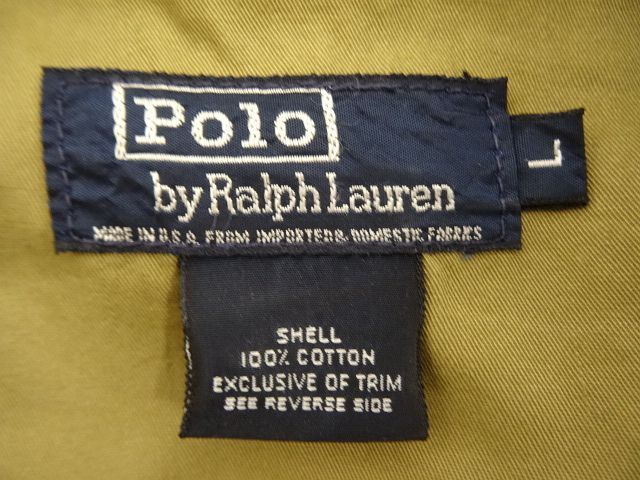 Polo
by Ralph Lauren
MADE IN U.S.A. FROM IMPORTED & DOMESTIC FABRICS
L
SHELL
100% COTTON
EXCLUSIVE OF TRIM
SEE REVERSE SIDE